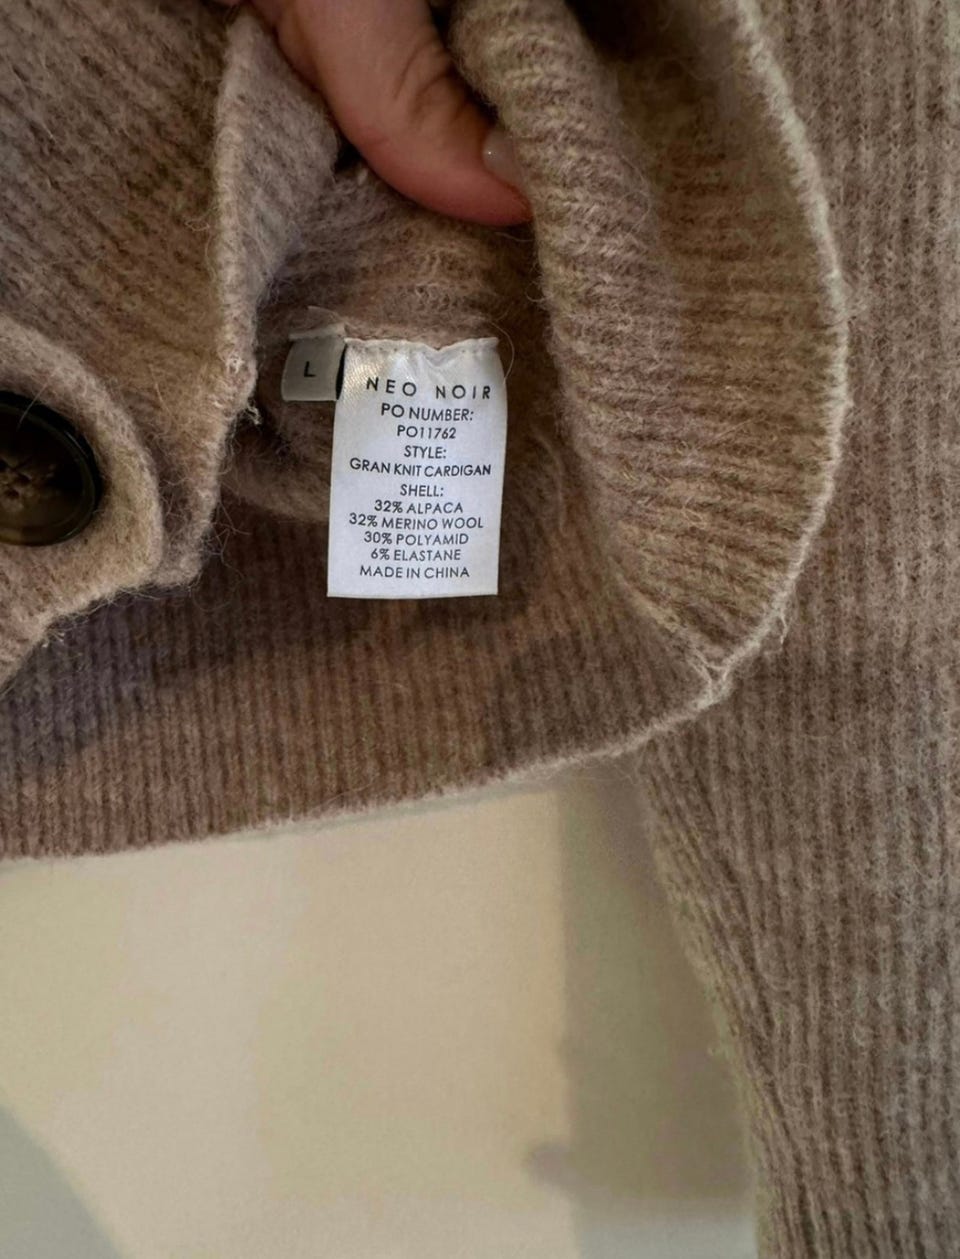 L
NEO NOIR
PO NUMBER:
PO11762
STYLE:
GRAN KNIT CARDIGAN
SHELL:
32% ALPACA
32% MERINO WOOL
30% POLYAMID
6% ELASTANE
MADE IN CHINA